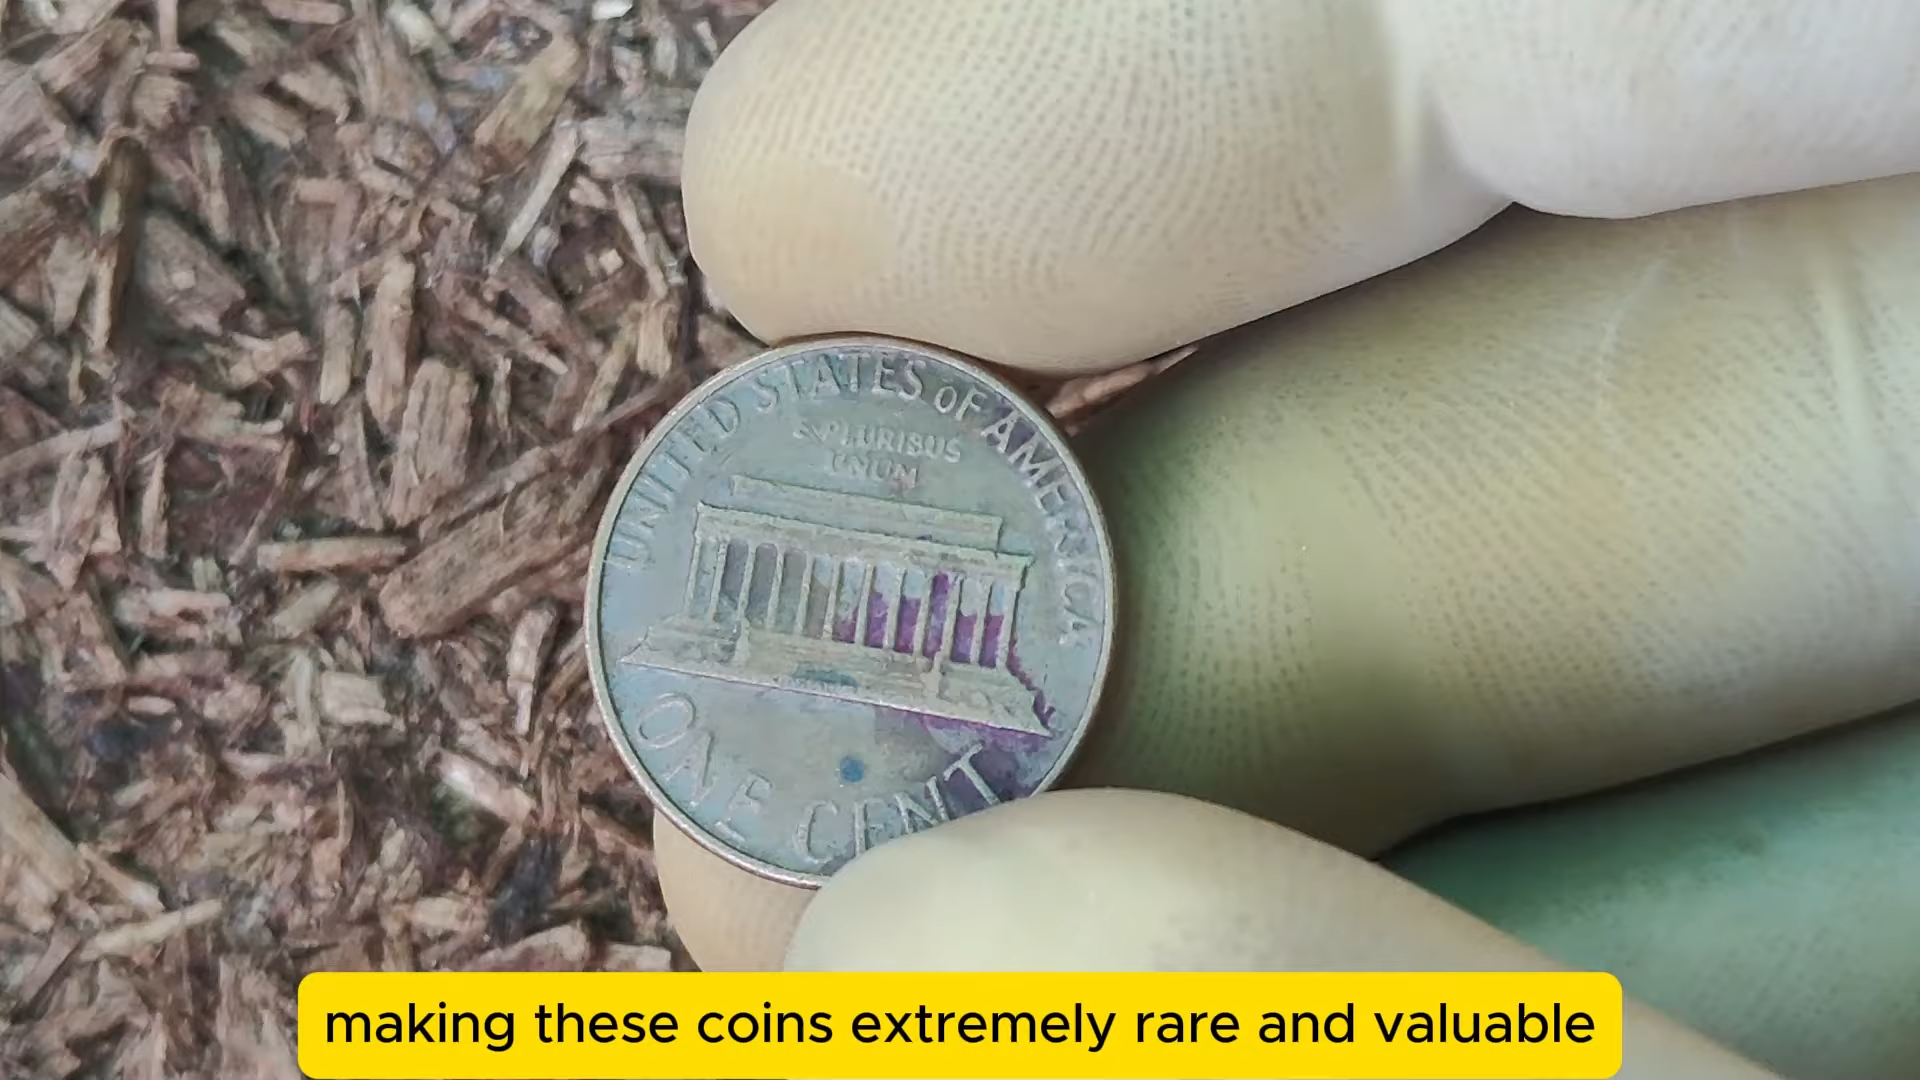 UNITED STATES OF AMERICA
E PLURIBUS
UNUM
ONE CENT
making these coins extremely rare and valuable